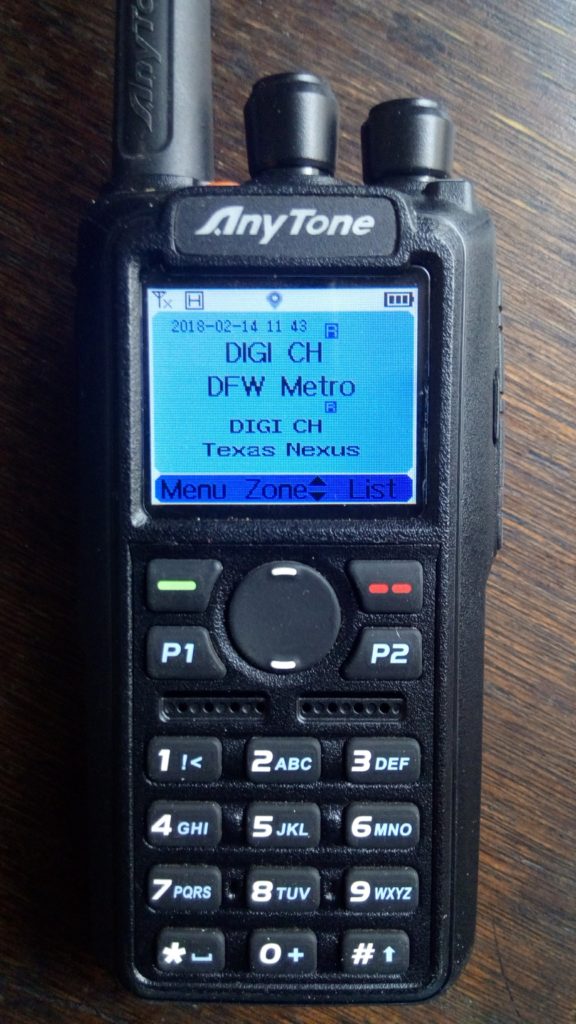 AnyTone
AnyTone
Tx H
2018-02-14 11 43 R
DIGI CH
DFW Metro
R
DIGI CH
Texas Nexus
Menu Zone List
P1 P2
1 !< 2 ABC 3 DEF
4 GHI 5 JKL 6 MNO
7 PQRS 8 TUV 9 WXYZ
* ⎵ 0 + # ⬆